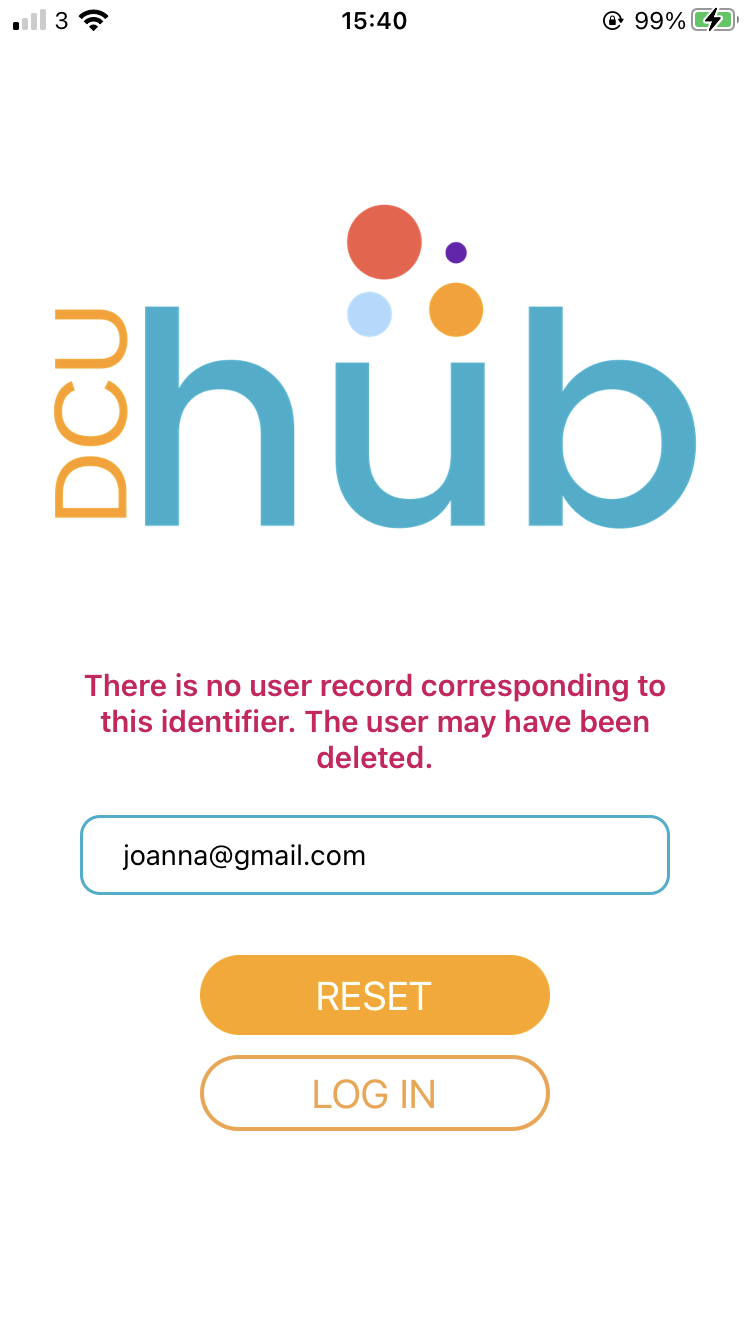 3 15:40 99%
DCU
hub
There is no user record corresponding to
this identifier. The user may have been
deleted.
joanna@gmail.com
RESET
LOG IN